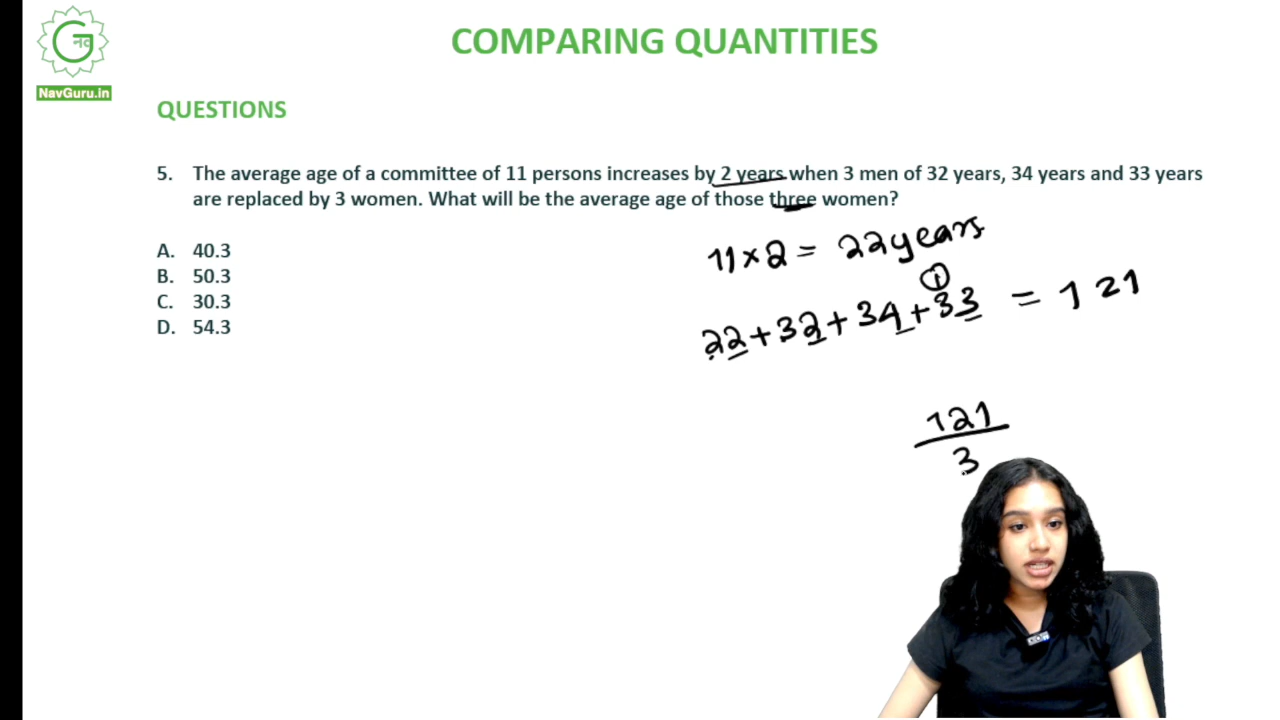 नव
NavGuru.in
COMPARING QUANTITIES
QUESTIONS
5. The average age of a committee of 11 persons increases by 2 years when 3 men of 32 years, 34 years and 33 years
are replaced by 3 women. What will be the average age of those three women?
A. 40.3
B. 50.3
C. 30.3
D. 54.3
11 × 2 = 22 years
1
22 + 32 + 34 + 33 = 121
121
3